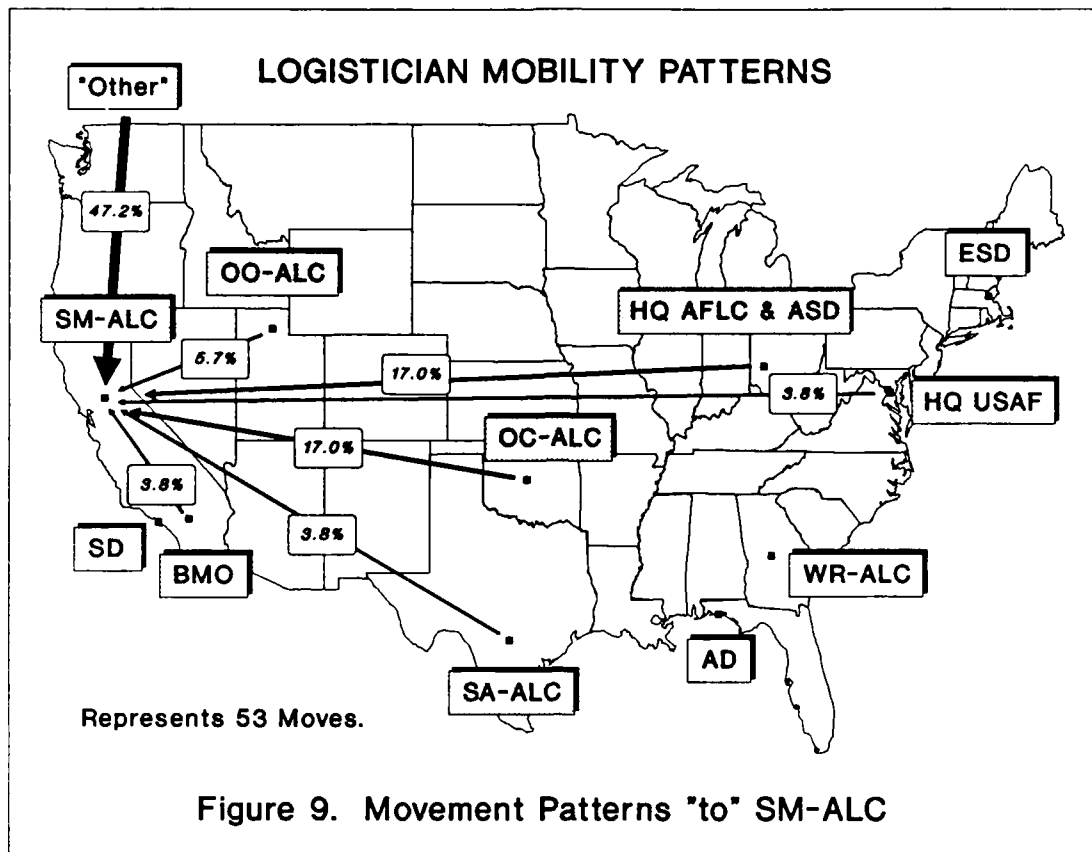 LOGISTICIAN MOBILITY PATTERNS
"Other"
47.2%
OO-ALC
ESD
SM-ALC
HQ AFLC & ASD
5.7%
17.0%
3.8%
HQ USAF
OC-ALC
17.0%
3.8%
3.8%
SD
BMO
WR-ALC
AD
SA-ALC
Represents 53 Moves.
Figure 9. Movement Patterns "to" SM-ALC